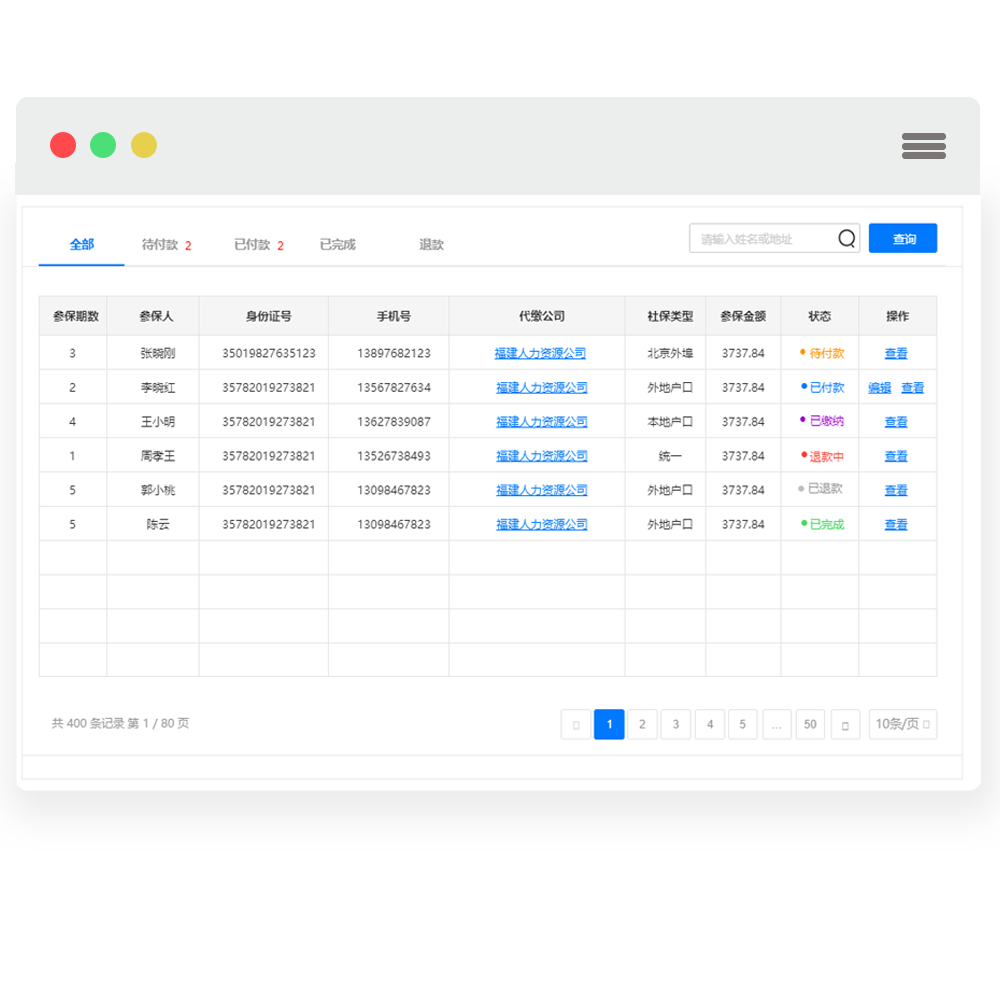 全部 待付款 2 已付款 2 已完成 退款 请输入姓名或地址 查询
参保期数 参保人 身份证号 手机号 代缴公司 社保类型 参保金额 状态 操作
3 张晓刚 35019827635123 13897682123 福建人力资源公司 北京外埠 3737.84 待付款 查看
2 李晓红 35782019273821 13567827634 福建人力资源公司 外地户口 3737.84 已付款 编辑 查看
4 王小明 35782019273821 13627839087 福建人力资源公司 本地户口 3737.84 已缴纳 查看
1 周孝王 35782019273821 13526738493 福建人力资源公司 统一 3737.84 退款中 查看
5 郭小桃 35782019273821 13098467823 福建人力资源公司 外地户口 3737.84 已退款 查看
5 陈云 35782019273821 13098467823 福建人力资源公司 外地户口 3737.84 已完成 查看
共 400 条记录 第 1 / 80 页 1 2 3 4 5 ... 50 10条/页